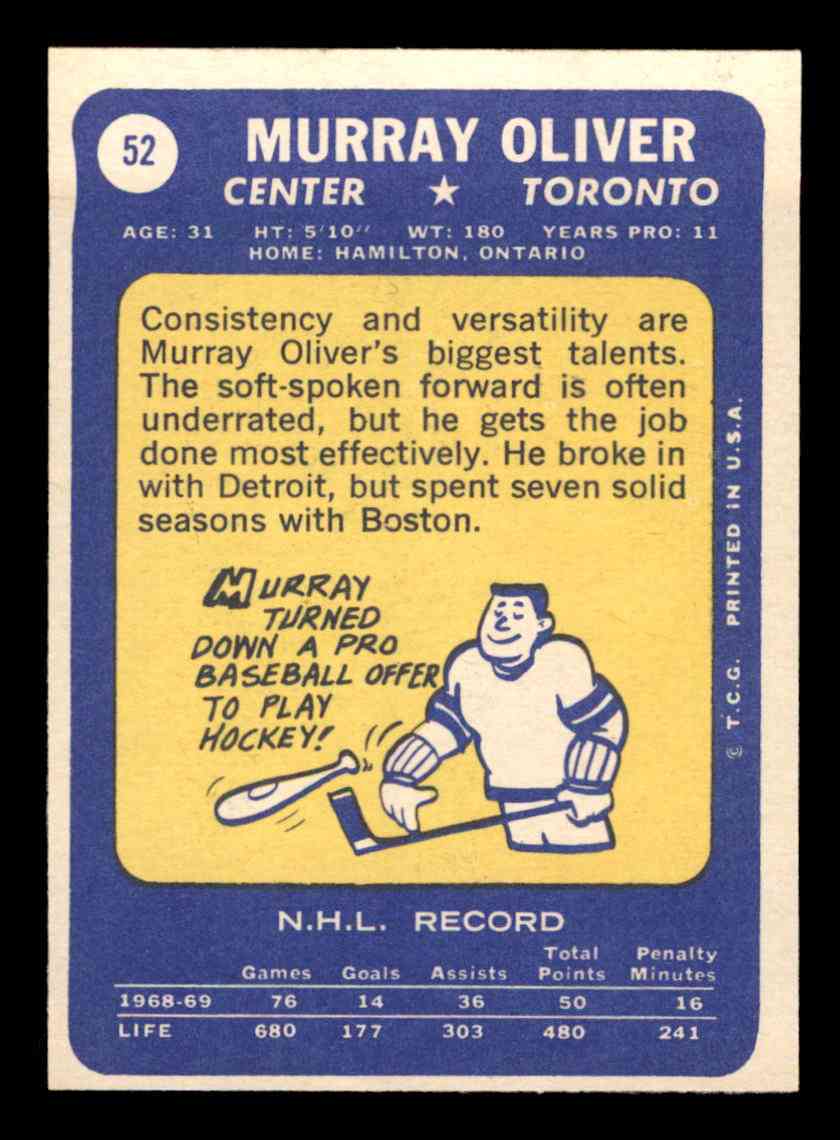 52
MURRAY OLIVER
CENTER ★ TORONTO
AGE: 31 HT: 5'10" WT: 180 YEARS PRO: 11
HOME: HAMILTON, ONTARIO
Consistency and versatility are
Murray Oliver's biggest talents.
The soft-spoken forward is often
underrated, but he gets the job
done most effectively. He broke in
with Detroit, but spent seven solid
seasons with Boston.
MURRAY
TURNED
DOWN A PRO
BASEBALL OFFER
TO PLAY
HOCKEY!
© T.C.G. PRINTED IN U.S.A.
N.H.L. RECORD
Games Goals Assists Total Points Penalty Minutes
1968-69 76 14 36 50 16
LIFE 680 177 303 480 241